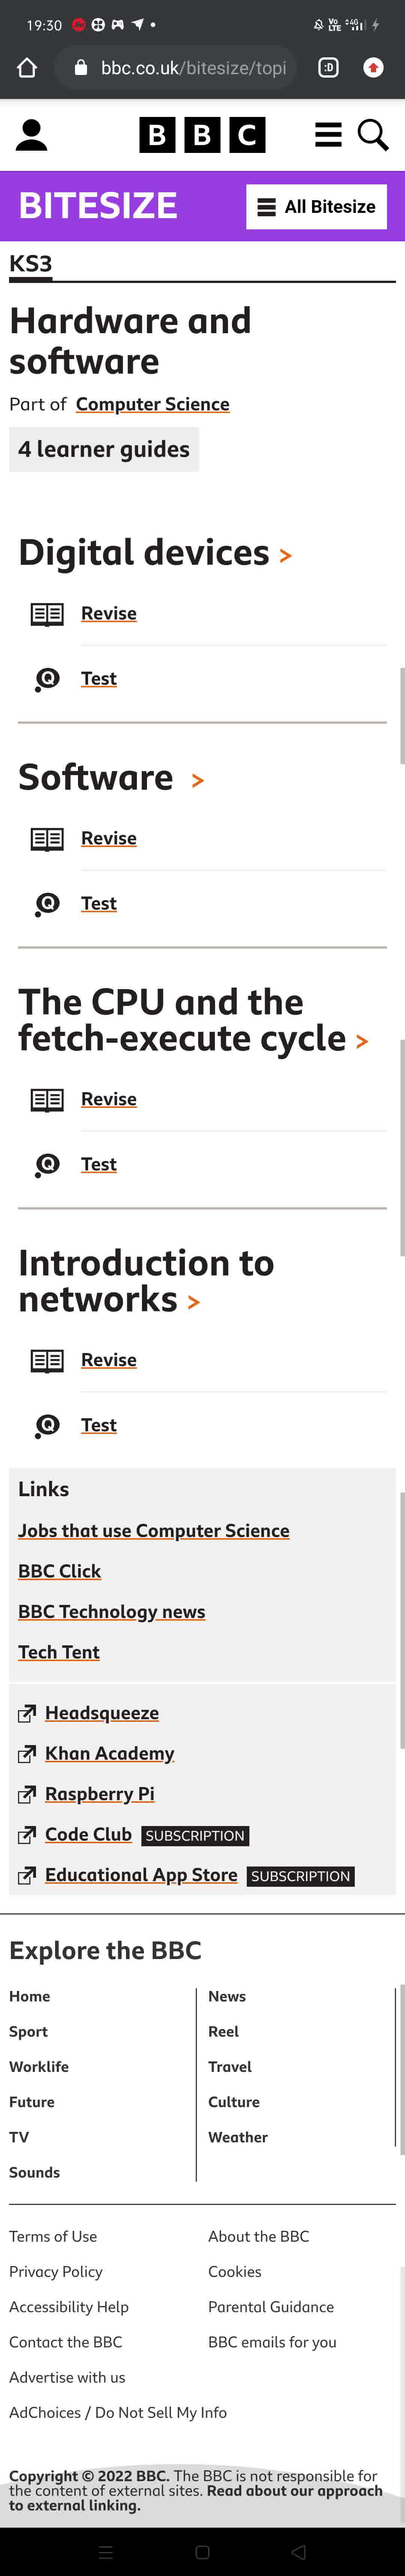 19:30
Vo LTE 4G
bbc.co.uk/bitesize/topi
:D
BBC
BITESIZE
All Bitesize
KS3
Hardware and
software
Part of Computer Science
4 learner guides
Digital devices >
Revise
Q Test
Software >
Revise
Q Test
The CPU and the
fetch-execute cycle >
Revise
Q Test
Introduction to
networks >
Revise
Q Test
Links
Jobs that use Computer Science
BBC Click
BBC Technology news
Tech Tent
Headsqueeze
Khan Academy
Raspberry Pi
Code Club SUBSCRIPTION
Educational App Store SUBSCRIPTION
Explore the BBC
Home
News
Sport
Reel
Worklife
Travel
Future
Culture
TV
Weather
Sounds
Terms of Use
About the BBC
Privacy Policy
Cookies
Accessibility Help
Parental Guidance
Contact the BBC
BBC emails for you
Advertise with us
AdChoices / Do Not Sell My Info
Copyright © 2022 BBC. The BBC is not responsible for
the content of external sites. Read about our approach
to external linking.